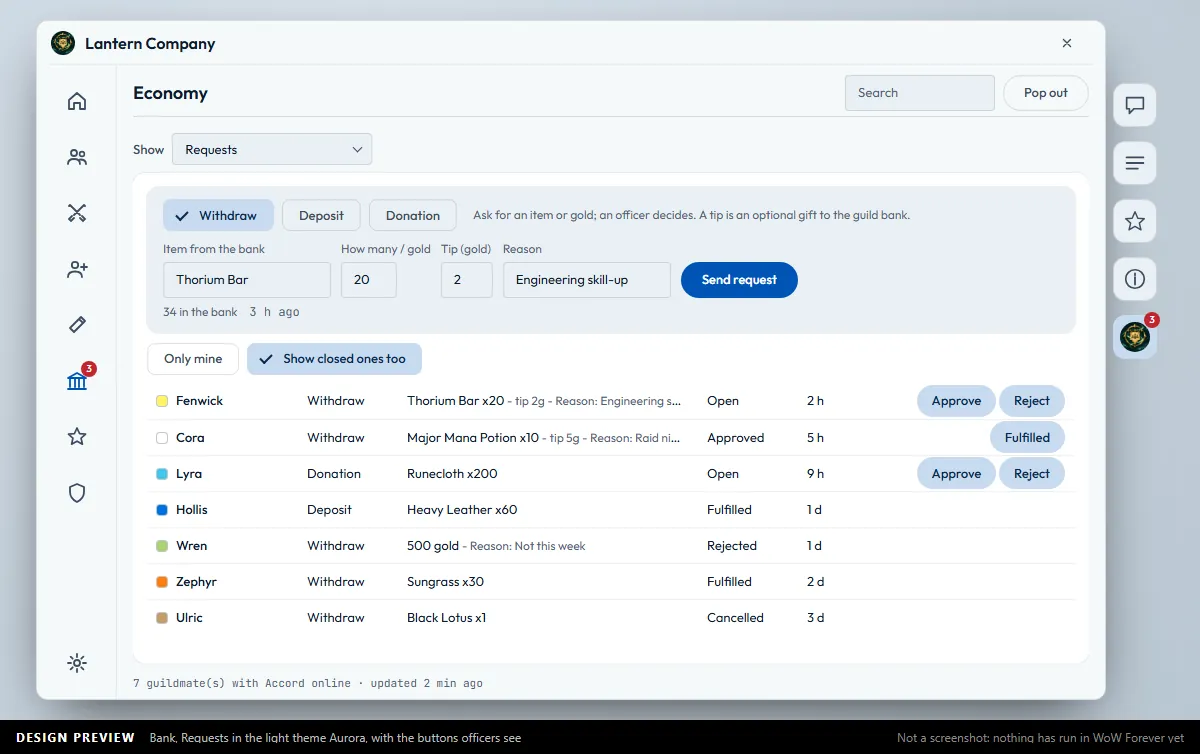 Lantern Company
Economy
Search
Pop out
Show Requests
Withdraw Deposit Donation Ask for an item or gold; an officer decides. A tip is an optional gift to the guild bank.
Item from the bank How many / gold Tip (gold) Reason
Thorium Bar 20 2 Engineering skill-up Send request
34 in the bank 3 h ago
3
3
Only mine Show closed ones too
Fenwick Withdraw Thorium Bar x20 - tip 2g - Reason: Engineering s... Open 2 h Approve Reject
Cora Withdraw Major Mana Potion x10 - tip 5g - Reason: Raid ni... Approved 5 h Fulfilled
Lyra Donation Runecloth x200 Open 9 h Approve Reject
Hollis Deposit Heavy Leather x60 Fulfilled 1 d
Wren Withdraw 500 gold - Reason: Not this week Rejected 1 d
Zephyr Withdraw Sungrass x30 Fulfilled 2 d
Ulric Withdraw Black Lotus x1 Cancelled 3 d
7 guildmate(s) with Accord online · updated 2 min ago
DESIGN PREVIEW Bank, Requests in the light theme Aurora, with the buttons officers see Not a screenshot: nothing has run in WoW Forever yet